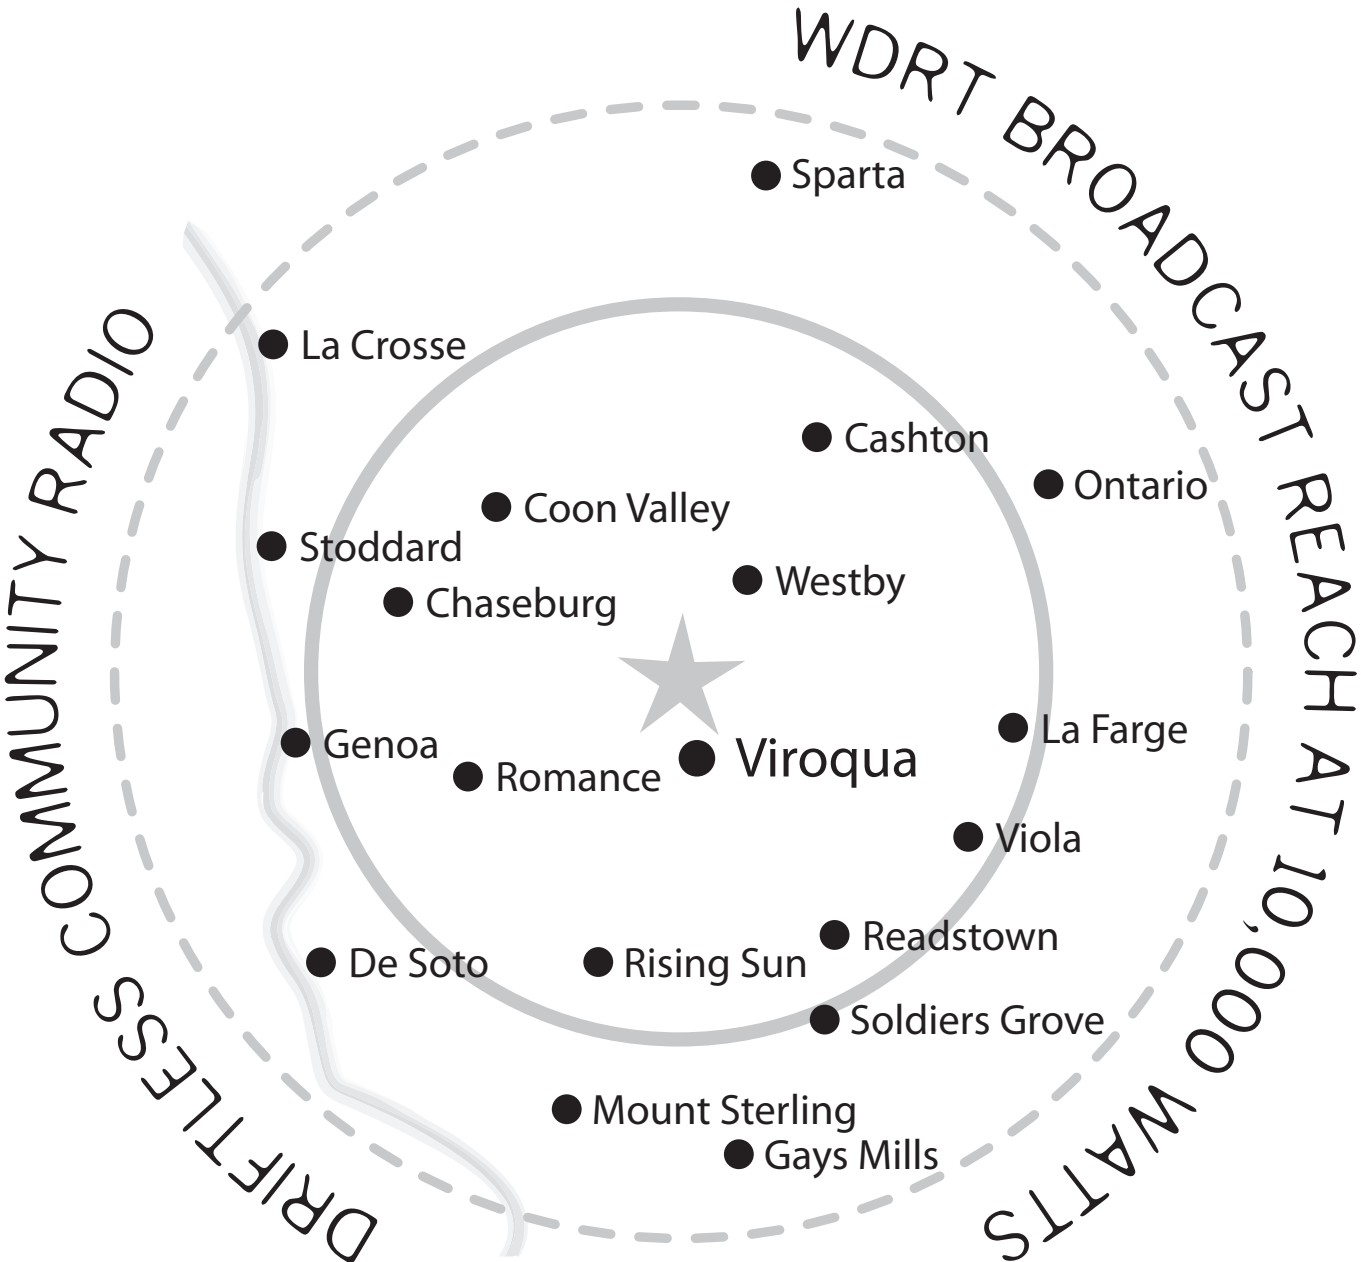 WDRT BROADCAST REACH AT 10,000 WATTS
DRIFTLESS COMMUNITY RADIO
Sparta
La Crosse
Cashton
Ontario
Coon Valley
Stoddard
Westby
Chaseburg
La Farge
Genoa
Viroqua
Romance
Viola
Readstown
De Soto
Rising Sun
Soldiers Grove
Mount Sterling
Gays Mills